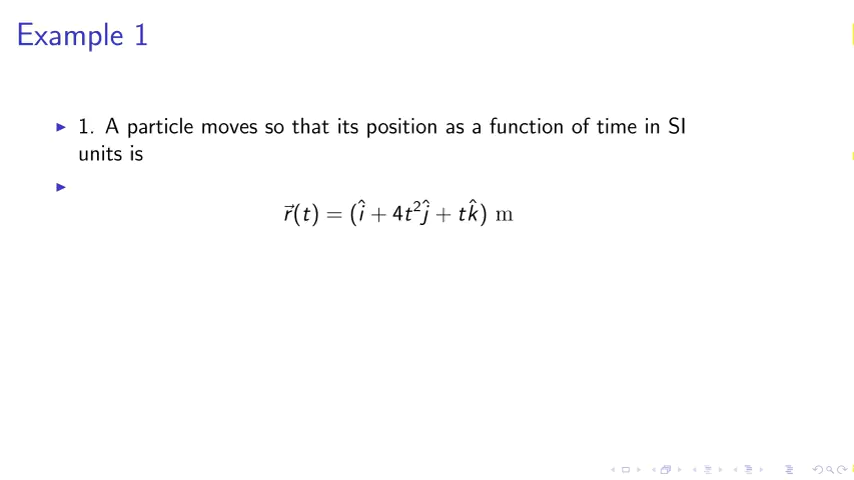 Example 1
1. A particle moves so that its position as a function of time in SI
units is
r⃗(t) = (î + 4t²ĵ + tk̂) m